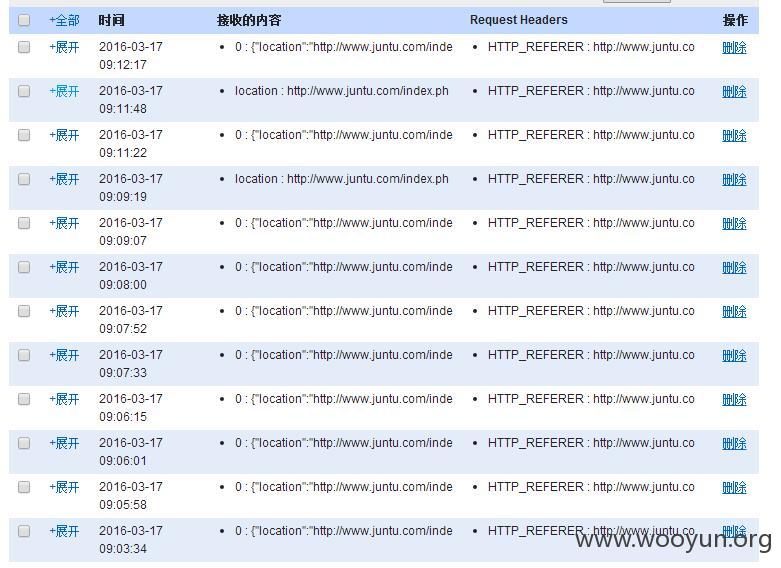 +全部 时间 接收的内容 Request Headers 操作
+展开 2016-03-17 0 : {"location":"http://www.juntu.com/inde HTTP_REFERER : http://www.juntu.co 删除
09:12:17
+展开 2016-03-17 location : http://www.juntu.com/index.ph HTTP_REFERER : http://www.juntu.co 删除
09:11:48
+展开 2016-03-17 0 : {"location":"http://www.juntu.com/inde HTTP_REFERER : http://www.juntu.co 删除
09:11:22
+展开 2016-03-17 location : http://www.juntu.com/index.ph HTTP_REFERER : http://www.juntu.co 删除
09:09:19
+展开 2016-03-17 0 : {"location":"http://www.juntu.com/inde HTTP_REFERER : http://www.juntu.co 删除
09:09:07
+展开 2016-03-17 0 : {"location":"http://www.juntu.com/inde HTTP_REFERER : http://www.juntu.co 删除
09:08:00
+展开 2016-03-17 0 : {"location":"http://www.juntu.com/inde HTTP_REFERER : http://www.juntu.co 删除
09:07:52
+展开 2016-03-17 0 : {"location":"http://www.juntu.com/inde HTTP_REFERER : http://www.juntu.co 删除
09:07:33
+展开 2016-03-17 0 : {"location":"http://www.juntu.com/inde HTTP_REFERER : http://www.juntu.co 删除
09:06:15
+展开 2016-03-17 0 : {"location":"http://www.juntu.com/inde HTTP_REFERER : http://www.juntu.co 删除
09:06:01
+展开 2016-03-17 0 : {"location":"http://www.juntu.com/inde HTTP_REFERER : http://www.juntu.co 删除
09:05:58
+展开 2016-03-17 0 : {"location":"http://www.juntu.com/inde HTTP_REFERER : http://www.juntu.co 删除
09:03:34
www.wooyun.org